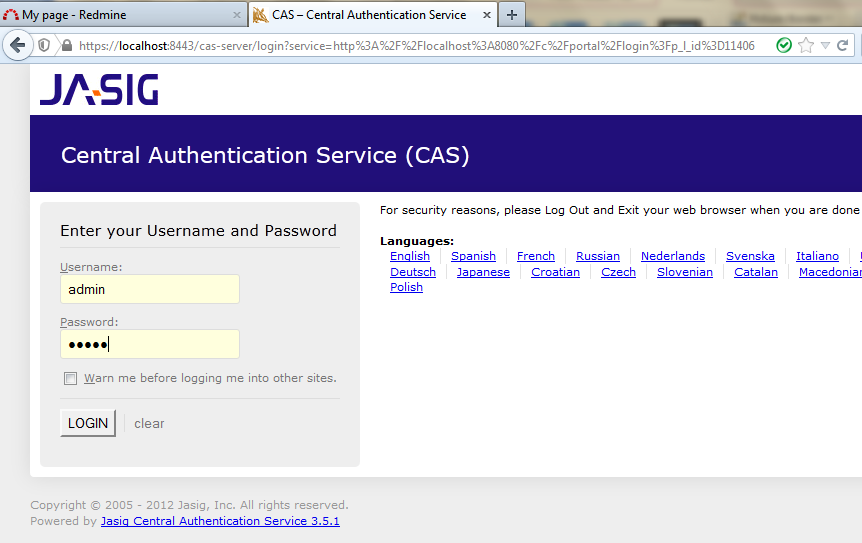 My page - Redmine
CAS – Central Authentication Service
https://localhost:8443/cas-server/login?service=http%3A%2F%2Flocalhost%3A8080%2Fc%2Fportal%2Flogin%3Fp_l_id%3D11406
JASIG
Central Authentication Service (CAS)
Enter your Username and Password
Username:
admin
Password:
•••••
Warn me before logging me into other sites.
LOGIN clear
For security reasons, please Log Out and Exit your web browser when you are done
Languages:
English Spanish French Russian Nederlands Svenska Italiano
Deutsch Japanese Croatian Czech Slovenian Catalan Macedonian
Polish
Copyright © 2005 - 2012 Jasig, Inc. All rights reserved.
Powered by Jasig Central Authentication Service 3.5.1